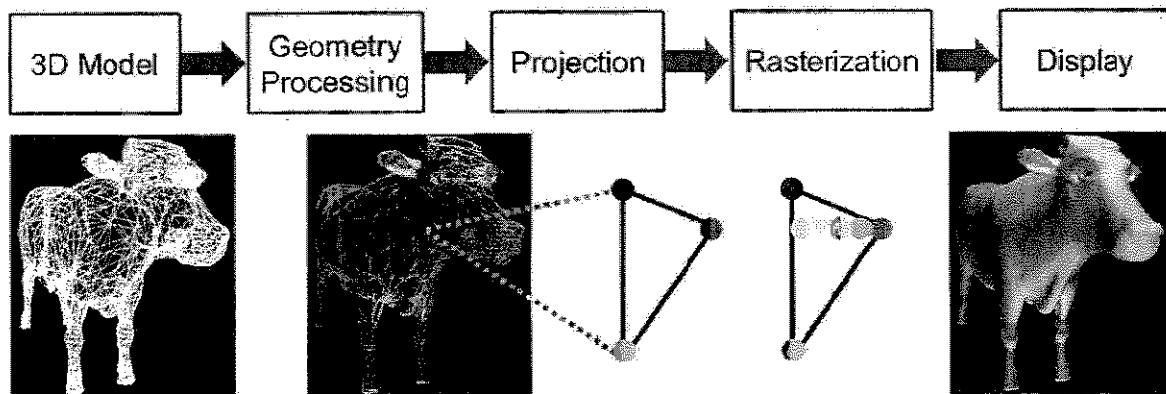 3D Model
Geometry
Processing
Projection
Rasterization
Display